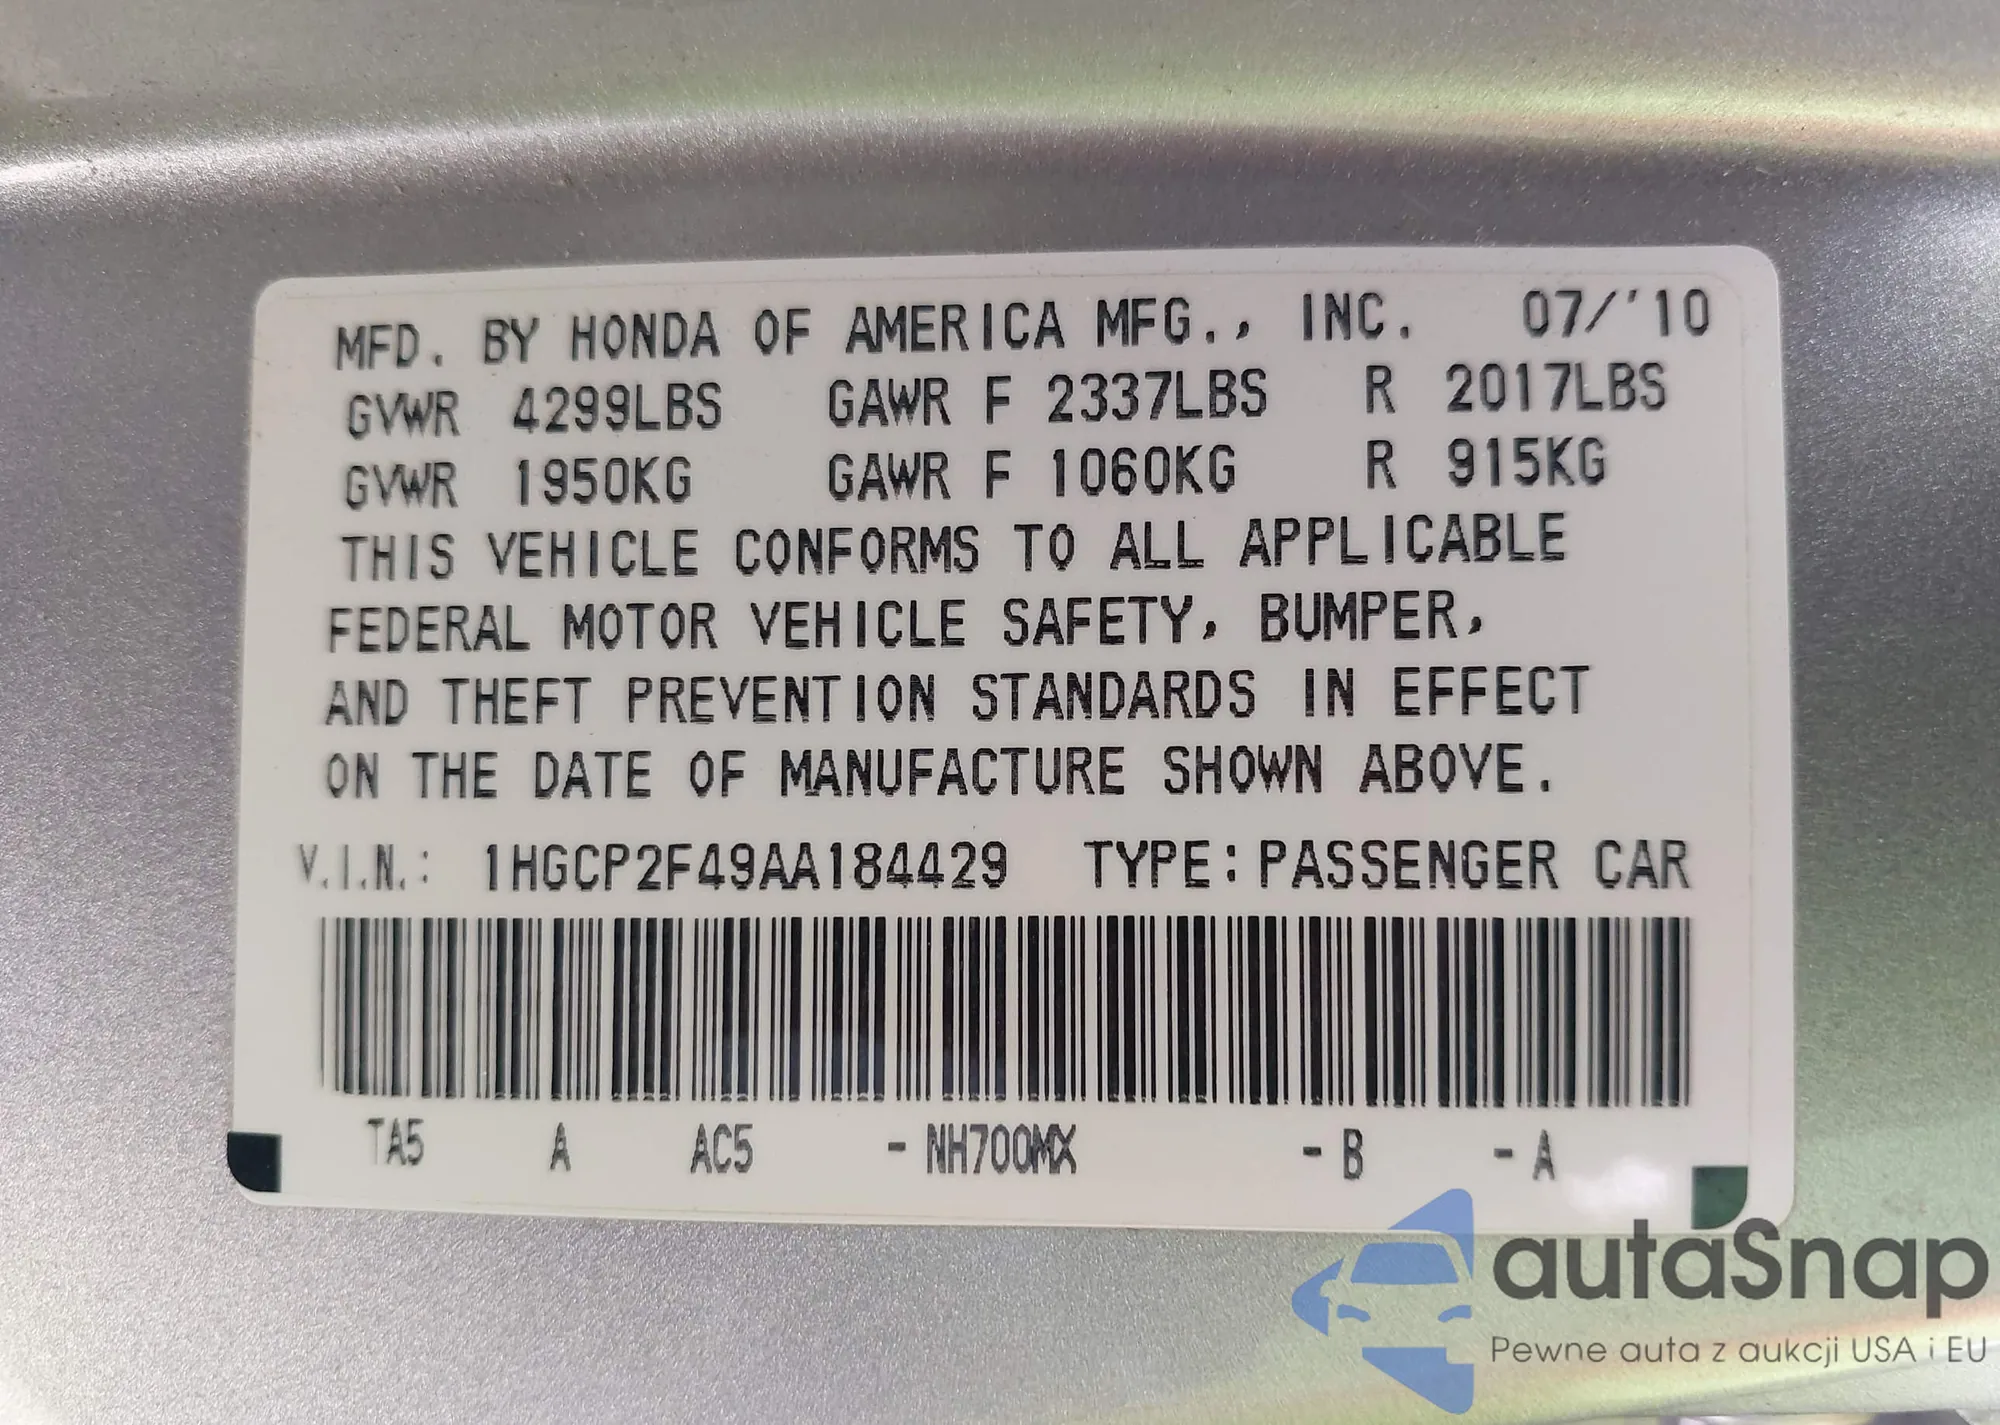 MFD. BY HONDA OF AMERICA MFG., INC. 07/'10
GVWR 4299LBS GAWR F 2337LBS R 2017LBS
GVWR 1950KG GAWR F 1060KG R 915KG
THIS VEHICLE CONFORMS TO ALL APPLICABLE
FEDERAL MOTOR VEHICLE SAFETY, BUMPER,
AND THEFT PREVENTION STANDARDS IN EFFECT
ON THE DATE OF MANUFACTURE SHOWN ABOVE.
V.I.N.: 1HGCP2F49AA184429 TYPE:PASSENGER CAR
TA5 A AC5 -NH700MX -B -A
autaSnap
Pewne auta z aukcji USA i EU